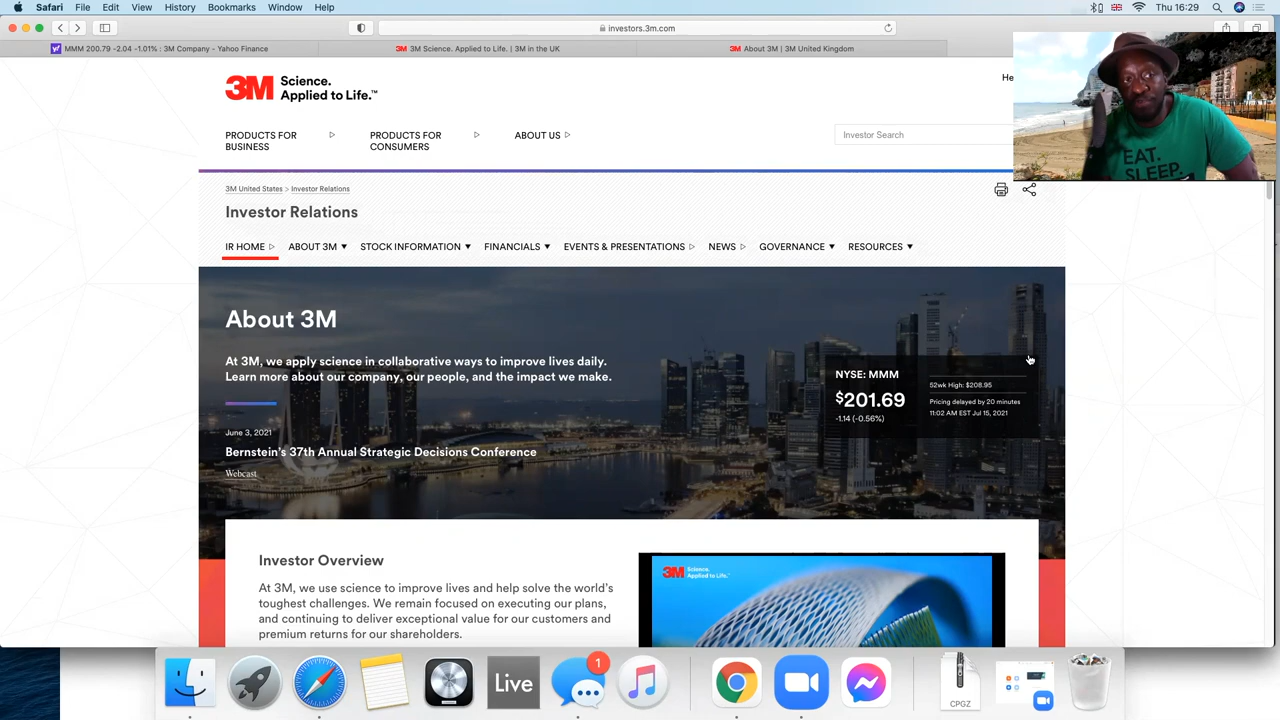 Safari File Edit View History Bookmarks Window Help
Thu 16:29
investors.3m.com
MMM 200.79 -2.04 -1.01% : 3M Company - Yahoo Finance
3M 3M Science. Applied to Life. | 3M in the UK
3M About 3M | 3M United Kingdom
3M Science.
Applied to Life.™
He
PRODUCTS FOR
BUSINESS
PRODUCTS FOR
CONSUMERS
ABOUT US
Investor Search
EAT.
SLEEP.
3M United States > Investor Relations
Investor Relations
IR HOME ABOUT 3M STOCK INFORMATION FINANCIALS EVENTS & PRESENTATIONS NEWS GOVERNANCE RESOURCES
About 3M
At 3M, we apply science in collaborative ways to improve lives daily.
Learn more about our company, our people, and the impact we make.
NYSE: MMM
$201.69
-1.14 (-0.56%)
52wk High: $208.95
Pricing delayed by 20 minutes
11:02 AM EST Jul 15, 2021
June 3, 2021
Bernstein's 37th Annual Strategic Decisions Conference
Webcast
Investor Overview
At 3M, we use science to improve lives and help solve the world's
toughest challenges. We remain focused on executing our plans,
and continuing to deliver exceptional value for our customers and
premium returns for our shareholders.
3M Science.
Applied to Life.™
Live
1
CPGZ